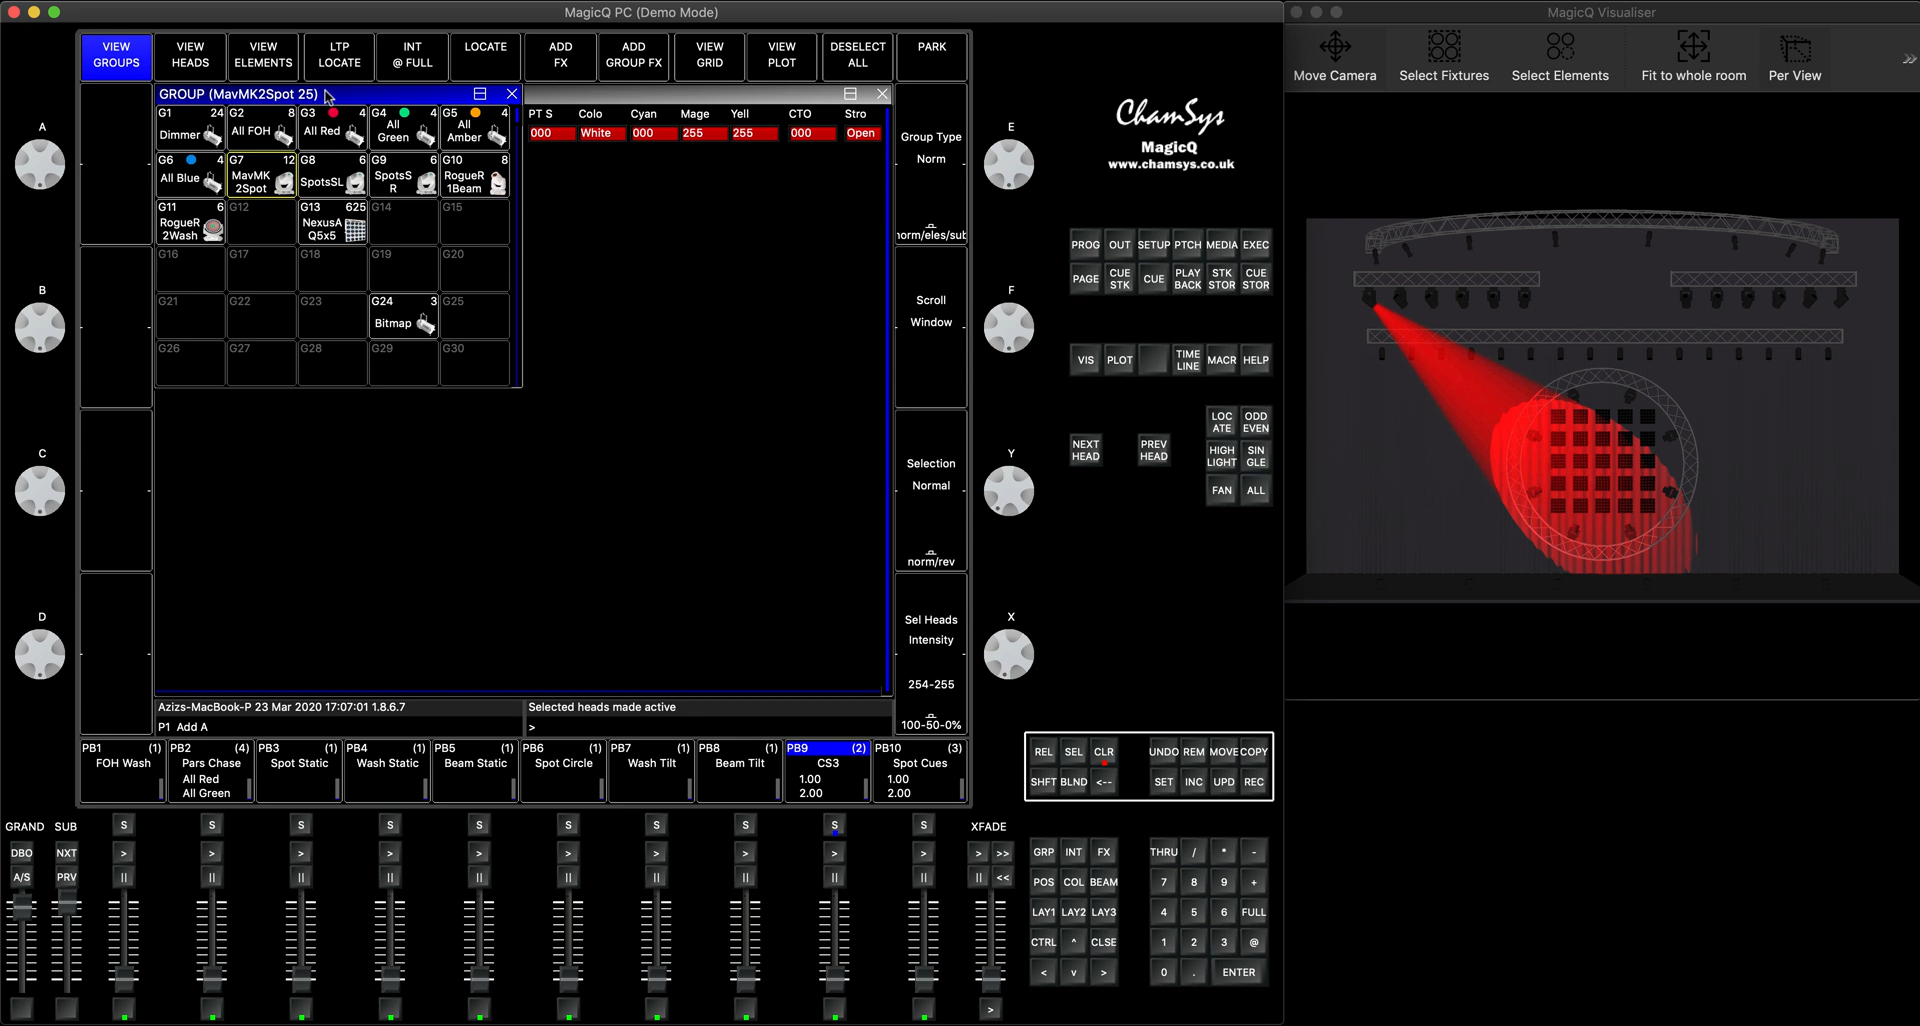 MagicQ PC (Demo Mode)
VIEW
GROUPS
VIEW
HEADS
VIEW
ELEMENTS
LTP
LOCATE
INT
@ FULL
LOCATE
ADD
FX
ADD
GROUP FX
VIEW
GRID
VIEW
PLOT
DESELECT
ALL
PARK
GROUP (MavMK2Spot 25)
G1 24
Dimmer
G2 8
All FOH
G3 4
All Red
G4 4
All
Green
G5 4
All
Amber
PT S Colo Cyan Mage Yell CTO Stro
000 White 000 255 255 000 Open
G6 4
All Blue
G7 12
MavMK
2Spot
G8 6
SpotsSL
G9 6
SpotsS
R
G10 8
RogueR
1Beam
G11 6
RogueR
2Wash
G12
G13 625
NexusA
Q5x5
G14
G15
G16 G17 G18 G19 G20
G21 G22 G23
G24 3
Bitmap
G25
G26 G27 G28 G29 G30
A
B
C
D
Group Type
Norm
norm/eles/sub
Scroll
Window
Selection
Normal
norm/rev
Sel Heads
Intensity
254-255
100-50-0%
E
F
Y
X
ChamSys
MagicQ
www.chamsys.co.uk
PROG OUT SETUP PTCH MEDIA EXEC
PAGE
CUE
STK
CUE
PLAY
BACK
STK
STOR
CUE
STOR
VIS PLOT
TIME
LINE
MACR HELP
NEXT
HEAD
PREV
HEAD
LOC
ATE
ODD
EVEN
HIGH
LIGHT
SIN
GLE
FAN ALL
Azizs-MacBook-P 23 Mar 2020 17:07:01 1.8.6.7
P1 Add A
Selected heads made active
>
PB1 (1)
FOH Wash
PB2 (4)
Pars Chase
All Red
All Green
PB3 (1)
Spot Static
PB4 (1)
Wash Static
PB5 (1)
Beam Static
PB6 (1)
Spot Circle
PB7 (1)
Wash Tilt
PB8 (1)
Beam Tilt
PB9 (2)
CS3
1.00
2.00
PB10 (3)
Spot Cues
1.00
2.00
REL SEL CLR UNDO REM MOVE COPY
SHFT BLND <-- SET INC UPD REC
GRAND SUB S S S S S S S S S S XFADE
DBO NXT > > > > > > > > > > > >>
A/S PRV || || || || || || || || || || || <<
>
GRP INT FX THRU / * -
POS COL BEAM 7 8 9 +
LAY1 LAY2 LAY3 4 5 6 FULL
CTRL ^ CLSE 1 2 3 @
< v > 0 . ENTER
MagicQ Visualiser
Move Camera Select Fixtures Select Elements Fit to whole room Per View